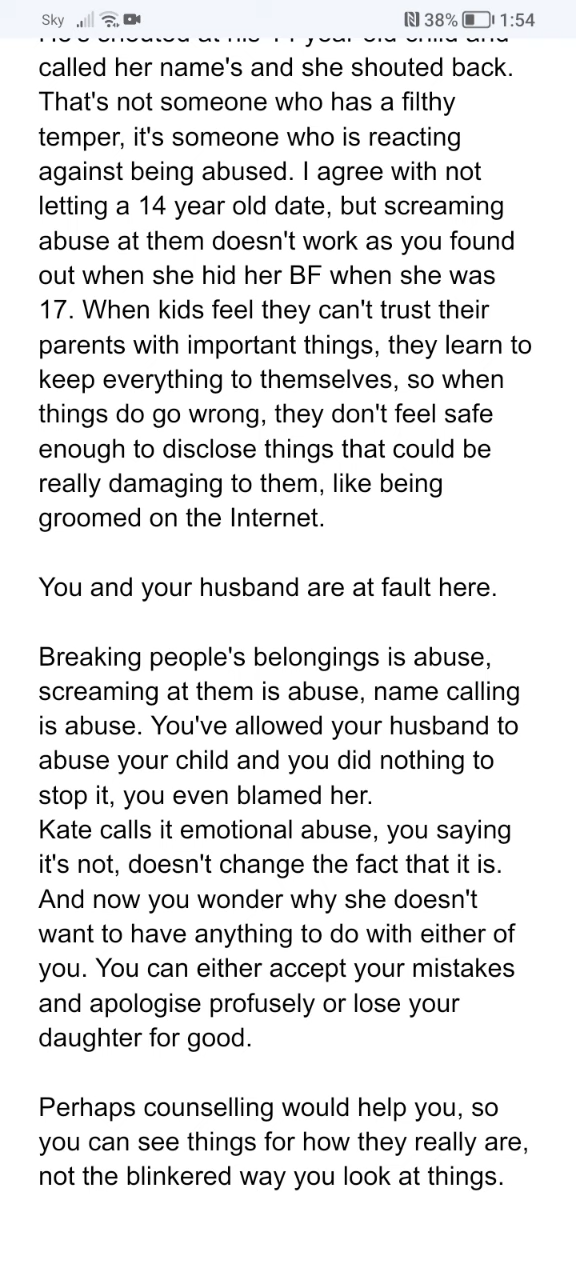 Sky 38% 1:54
called her name's and she shouted back.
That's not someone who has a filthy
temper, it's someone who is reacting
against being abused. I agree with not
letting a 14 year old date, but screaming
abuse at them doesn't work as you found
out when she hid her BF when she was
17. When kids feel they can't trust their
parents with important things, they learn to
keep everything to themselves, so when
things do go wrong, they don't feel safe
enough to disclose things that could be
really damaging to them, like being
groomed on the Internet.
You and your husband are at fault here.
Breaking people's belongings is abuse,
screaming at them is abuse, name calling
is abuse. You've allowed your husband to
abuse your child and you did nothing to
stop it, you even blamed her.
Kate calls it emotional abuse, you saying
it's not, doesn't change the fact that it is.
And now you wonder why she doesn't
want to have anything to do with either of
you. You can either accept your mistakes
and apologise profusely or lose your
daughter for good.
Perhaps counselling would help you, so
you can see things for how they really are,
not the blinkered way you look at things.